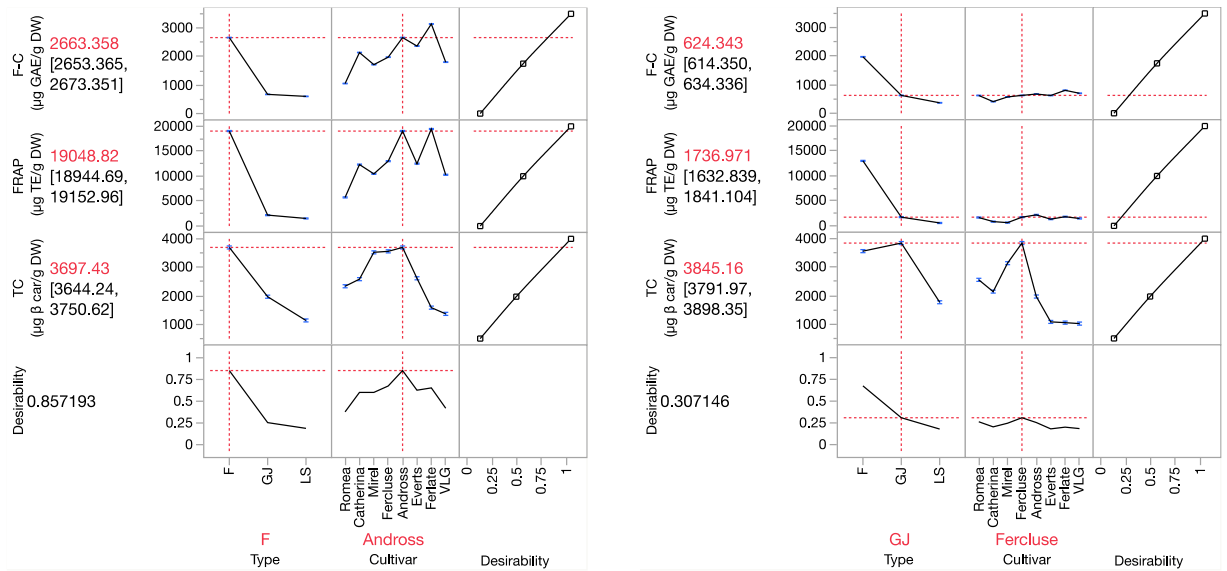 F-C
(µg GAE/g DW)
2663.358
[2653.365,
2673.351]
3000
2000
1000
0
FRAP
(µg TE/g DW)
19048.82
[18944.69,
19152.96]
20000
15000
10000
5000
0
TC
(µg β car/g DW)
3697.43
[3644.24,
3750.62]
4000
3000
2000
1000
Desirability
0.857193
1
0.75
0.5
0.25
0
F
GJ
LS
Romea
Catherina
Mirel
Fercluse
Andross
Everts
Ferlate
VLG
0
0.25
0.5
0.75
1
F
Andross
Type
Cultivar
Desirability
F-C
(µg GAE/g DW)
624.343
[614.350,
634.336]
3000
2000
1000
0
FRAP
(µg TE/g DW)
1736.971
[1632.839,
1841.104]
20000
15000
10000
5000
0
TC
(µg β car/g DW)
3845.16
[3791.97,
3898.35]
4000
3000
2000
1000
Desirability
0.307146
1
0.75
0.5
0.25
0
F
GJ
LS
Romea
Catherina
Mirel
Fercluse
Andross
Everts
Ferlate
VLG
0
0.25
0.5
0.75
1
GJ
Fercluse
Type
Cultivar
Desirability